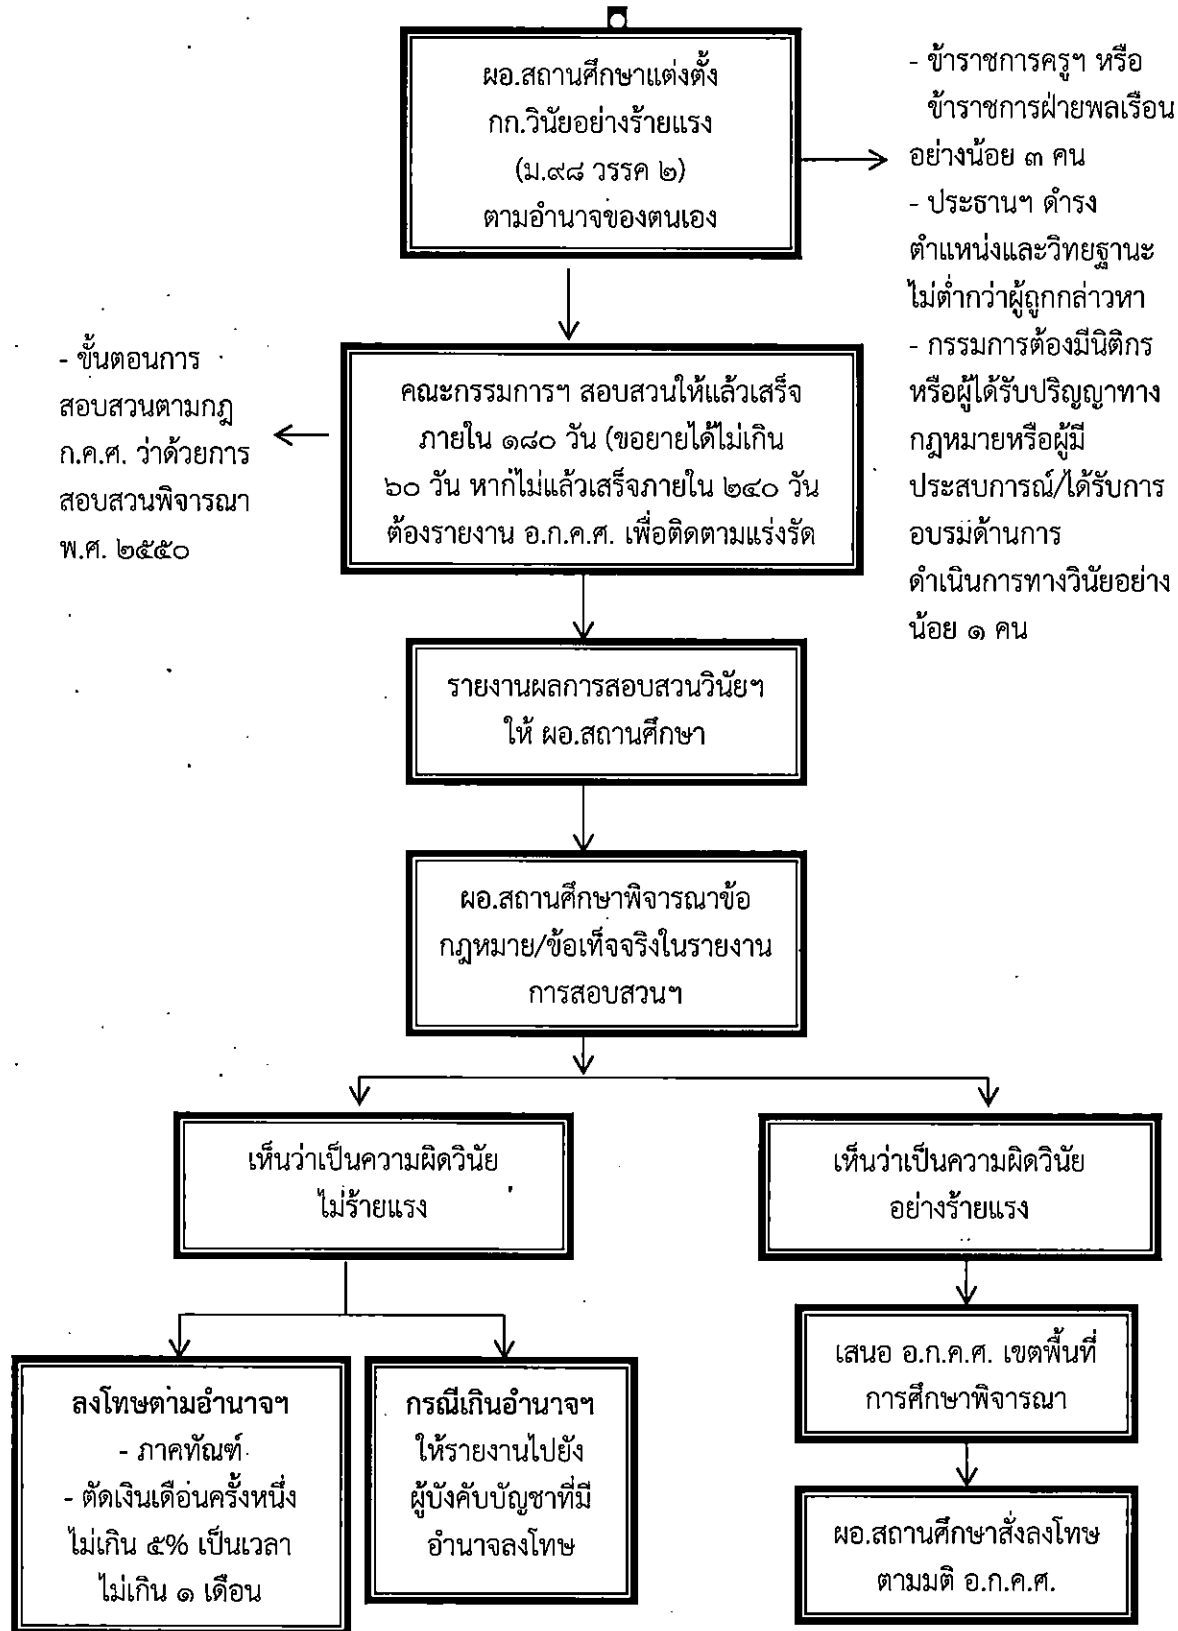 ผอ.สถานศึกษาแต่งตั้ง
กก.วินัยอย่างร้ายแรง
(ม.๙๘ วรรค ๒)
ตามอำนาจของตนเอง
- ข้าราชการครูฯ หรือ
ข้าราชการฝ่ายพลเรือน
อย่างน้อย ๓ คน
- ประธานฯ ดำรง
ตำแหน่งและวิทยฐานะ
ไม่ต่ำกว่าผู้ถูกกล่าวหา
- กรรมการต้องมีนิติกร
หรือผู้ได้รับปริญญาทาง
กฎหมายหรือผู้มี
ประสบการณ์/ได้รับการ
อบรมด้านการ
ดำเนินการทางวินัยอย่าง
น้อย ๑ คน
- ขั้นตอนการ
สอบสวนตามกฎ
ก.ค.ศ. ว่าด้วยการ
สอบสวนพิจารณา
พ.ศ. ๒๕๕๐
คณะกรรมการฯ สอบสวนให้แล้วเสร็จ
ภายใน ๑๘๐ วัน (ขอยายได้ไม่เกิน
๖๐ วัน หากไม่แล้วเสร็จภายใน ๒๔๐ วัน
ต้องรายงาน อ.ก.ค.ศ. เพื่อติดตามแร่งรัด
รายงานผลการสอบสวนวินัยฯ
ให้ ผอ.สถานศึกษา
ผอ.สถานศึกษาพิจารณาข้อ
กฎหมาย/ข้อเท็จจริงในรายงาน
การสอบสวนฯ
เห็นว่าเป็นความผิดวินัย
ไม่ร้ายแรง
เห็นว่าเป็นความผิดวินัย
อย่างร้ายแรง
ลงโทษตามอำนาจฯ
- ภาคทัณฑ์
- ตัดเงินเดือนครั้งหนึ่ง
ไม่เกิน ๕% เป็นเวลา
ไม่เกิน ๑ เดือน
กรณีเกินอำนาจฯ
ให้รายงานไปยัง
ผู้บังคับบัญชาที่มี
อำนาจลงโทษ
เสนอ อ.ก.ค.ศ. เขตพื้นที่
การศึกษาพิจารณา
ผอ.สถานศึกษาสั่งลงโทษ
ตามมติ อ.ก.ค.ศ.